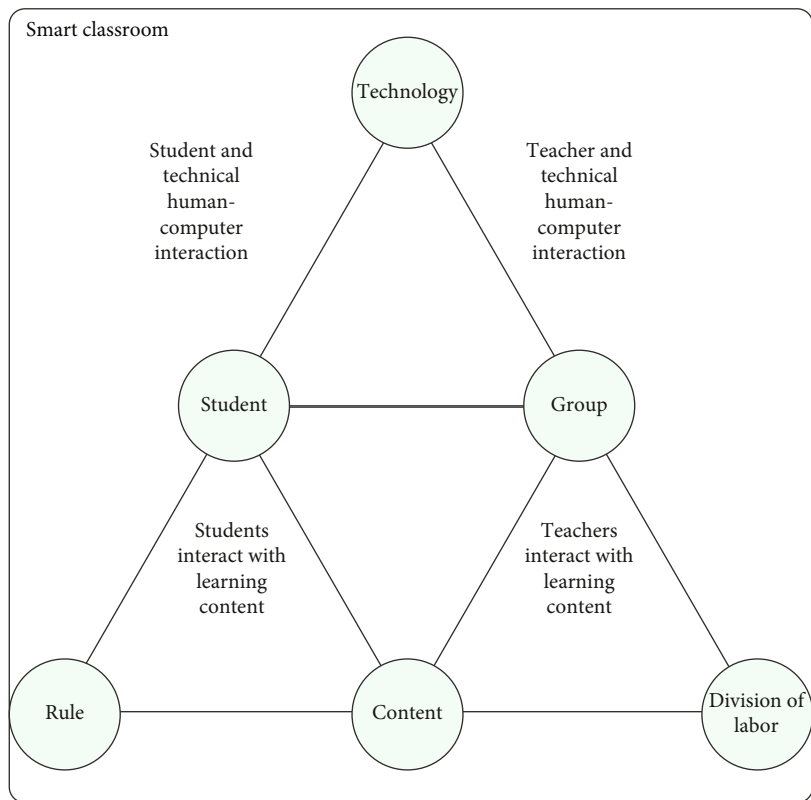 Smart classroom
Technology
Student and
technical
human-
computer
interaction
Teacher and
technical
human-
computer
interaction
Student
Group
Students
interact with
learning
content
Teachers
interact with
learning
content
Rule
Content
Division of
labor